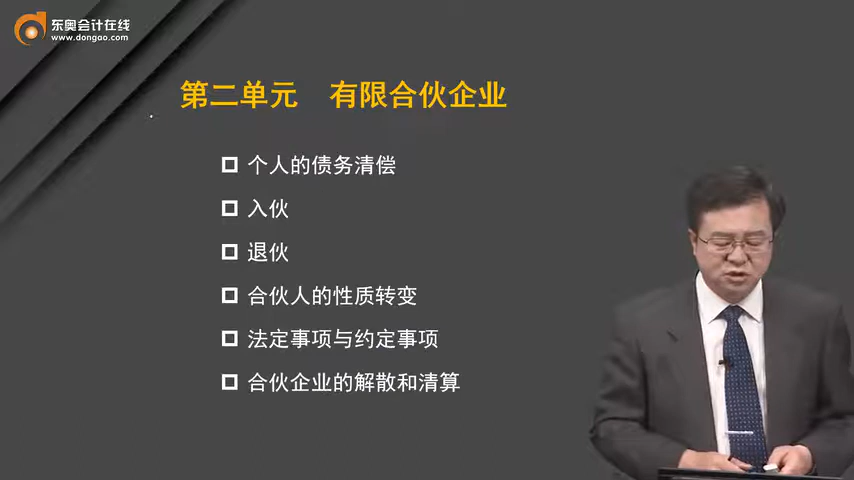 东奥会计在线
www.dongao.com
第二单元 有限合伙企业
个人的债务清偿
入伙
退伙
合伙人的性质转变
法定事项与约定事项
合伙企业的解散和清算